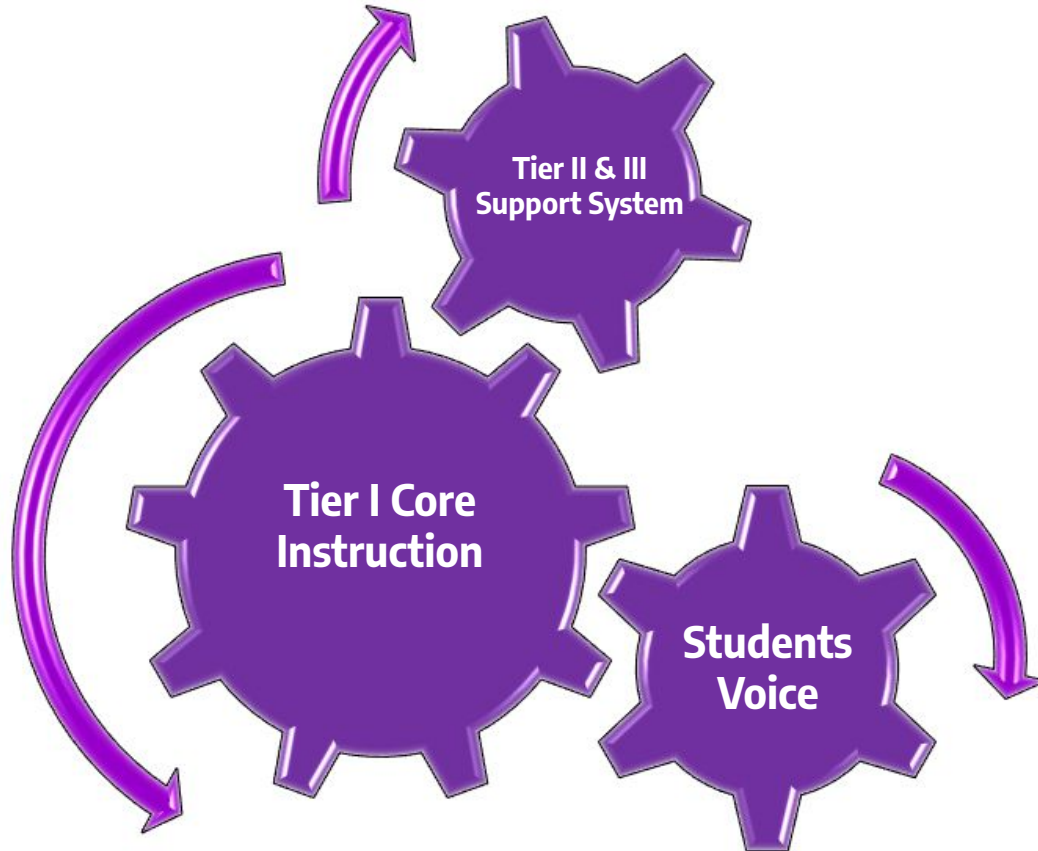 Tier II & III
Support System
Tier I Core
Instruction
Students
Voice